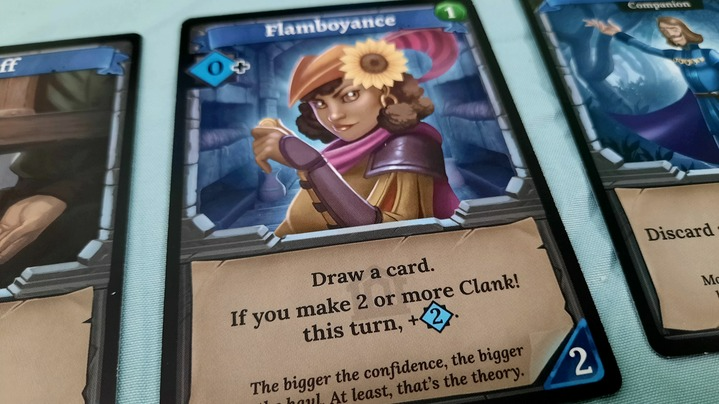 ff
Flamboyance
1
0+
Draw a card.
If you make 2 or more Clank!
this turn, +2
The bigger the confidence, the bigger
haul. At least, that's the theory.
2
Companion
Discard